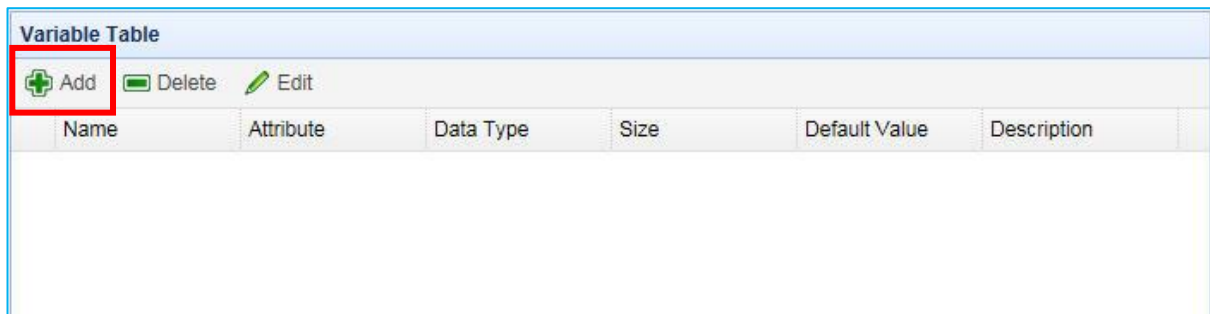 Variable Table
Add Delete Edit
Name Attribute Data Type Size Default Value Description